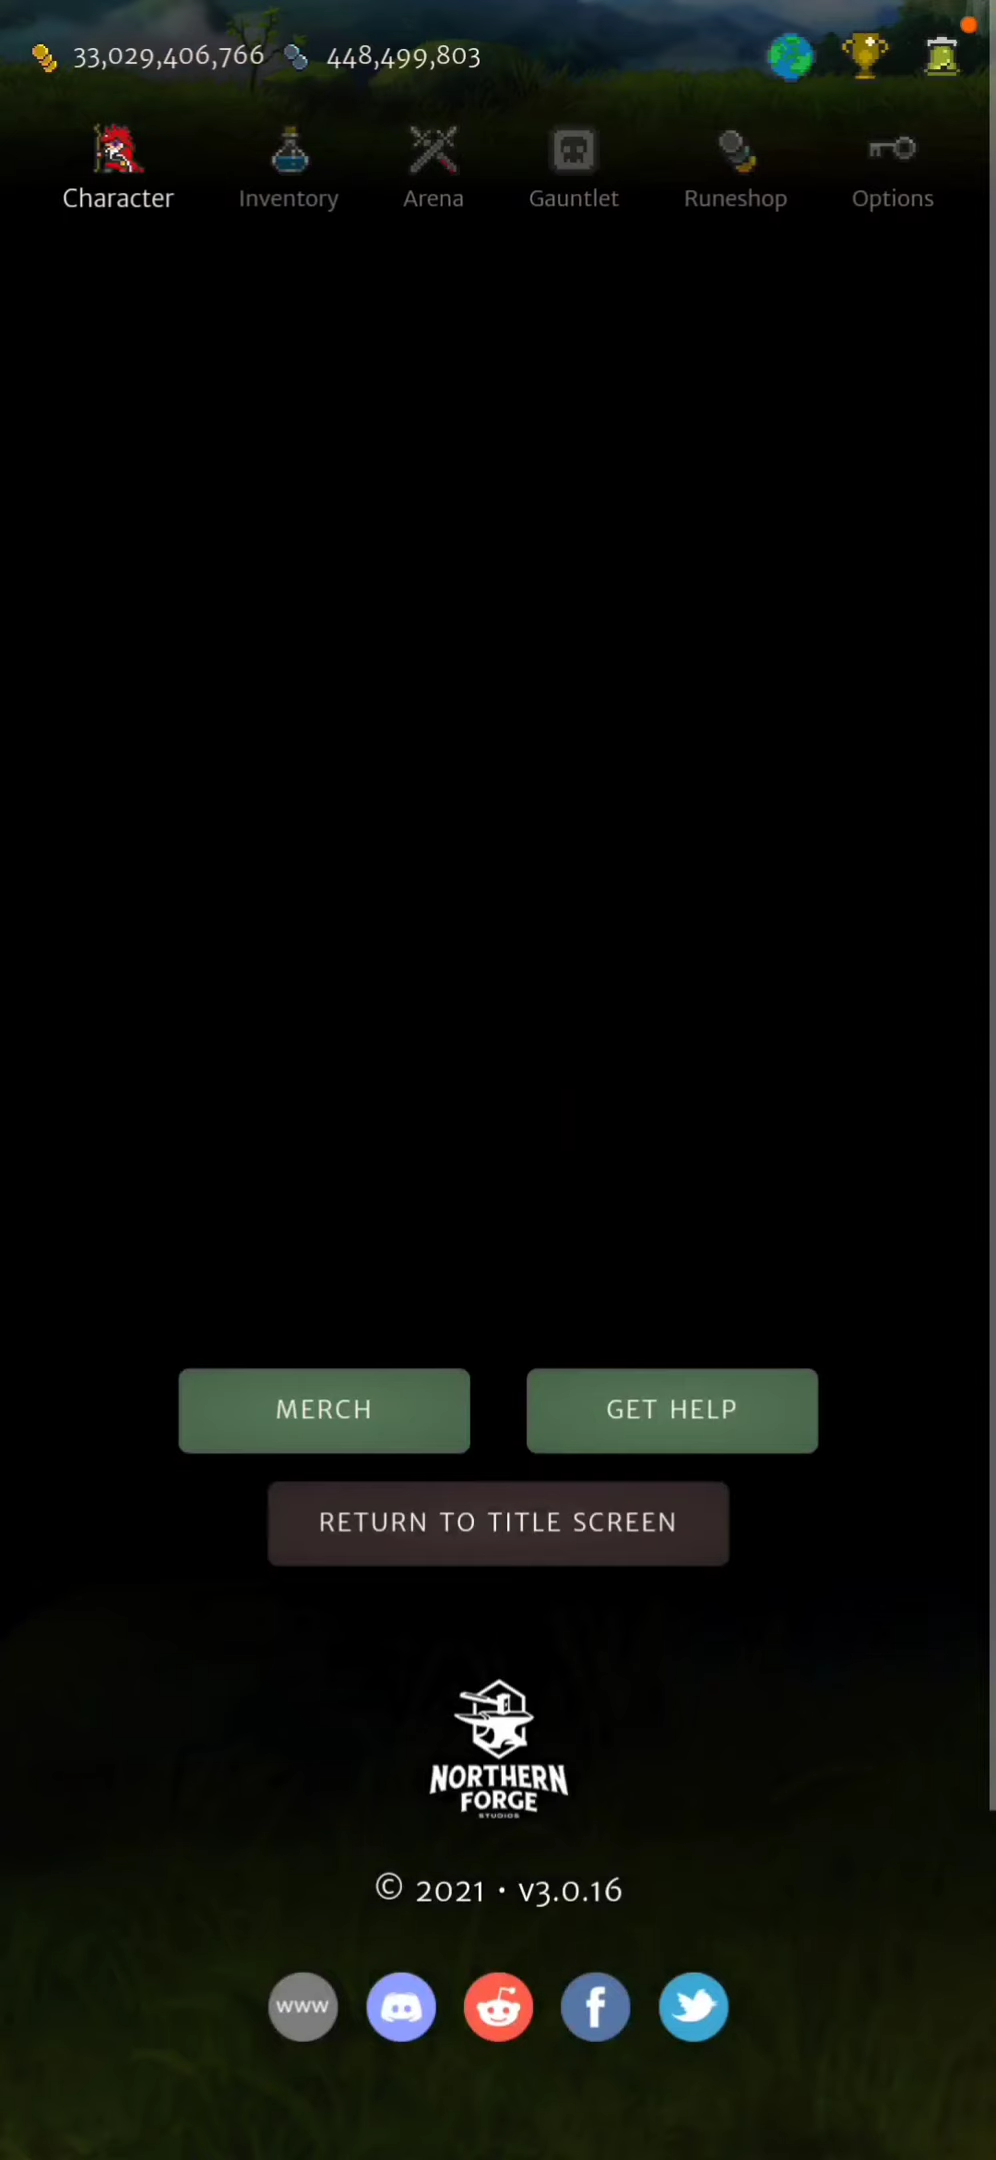 33,029,406,766 448,499,803
Character Inventory Arena Gauntlet Runeshop Options
MERCH GET HELP
RETURN TO TITLE SCREEN
NORTHERN
FORGE
STUDIOS
© 2021 • v3.0.16
www